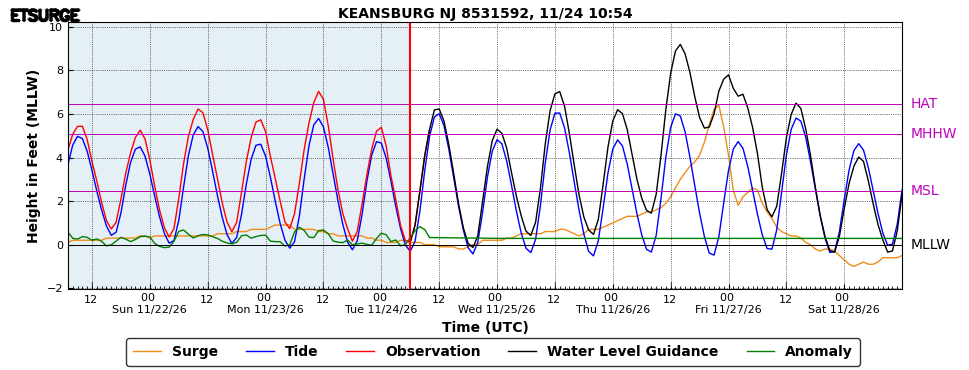 ETSURGE
KEANSBURG NJ 8531592, 11/24 10:54
Height in Feet (MLLW)
10
8
6
4
2
0
−2
HAT
MHHW
MSL
MLLW
12 00 12 00 12 00 12 00 12 00 12 00 12 00
Sun 11/22/26 Mon 11/23/26 Tue 11/24/26 Wed 11/25/26 Thu 11/26/26 Fri 11/27/26 Sat 11/28/26
Time (UTC)
Surge Tide Observation Water Level Guidance Anomaly